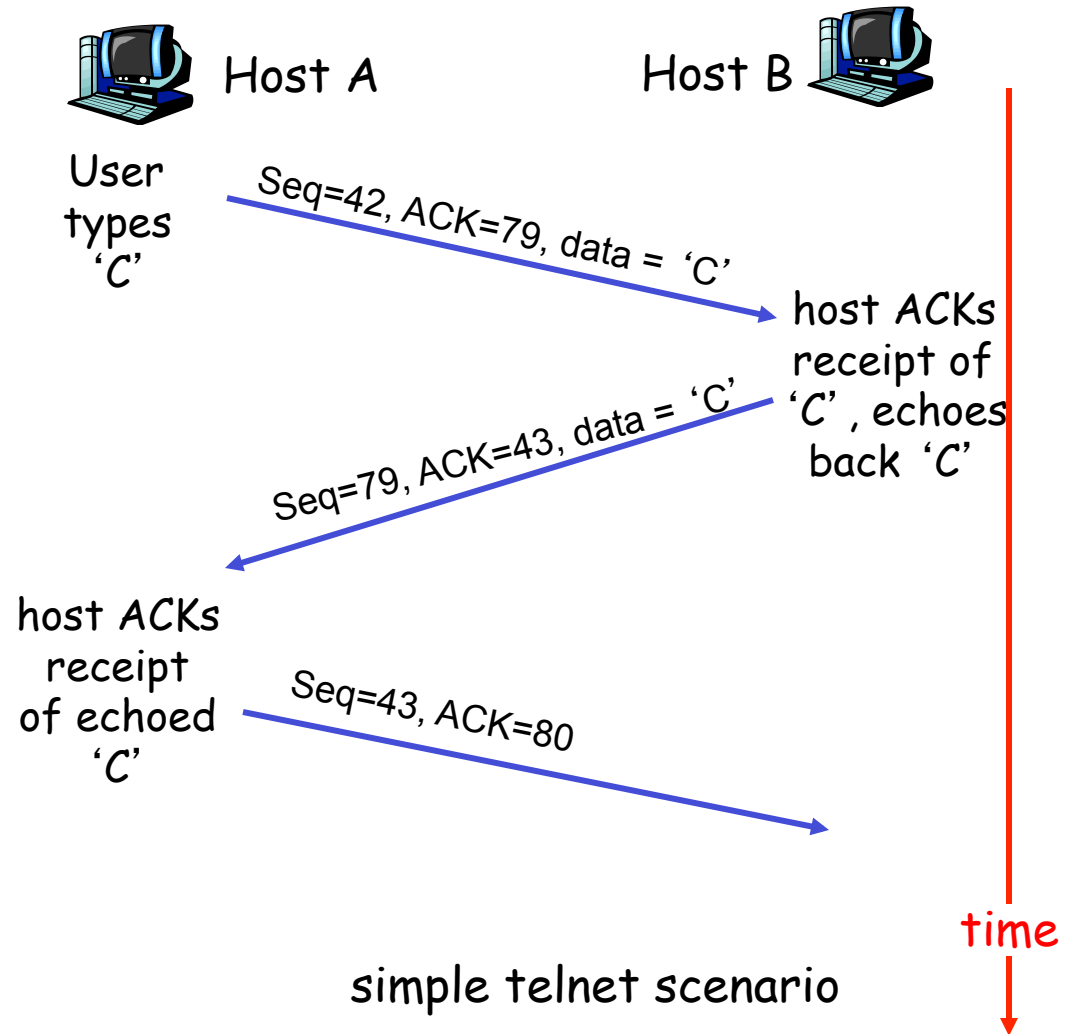 Host A
Host B
User
types
‘C’
Seq=42, ACK=79, data = ‘C’
host ACKs
receipt of
‘C’ , echoes
back ‘C’
Seq=79, ACK=43, data = ‘C’
host ACKs
receipt
of echoed
‘C’
Seq=43, ACK=80
time
simple telnet scenario